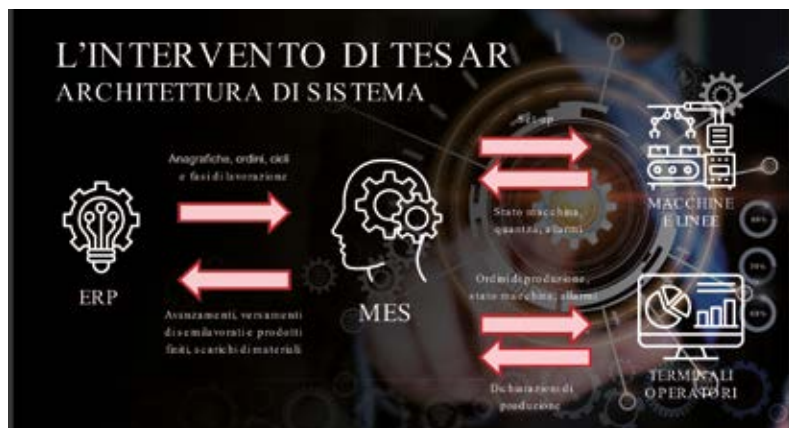 L'INTERVENTO DI TESAR
ARCHITETTURA DI SISTEMA
Anagrafiche, ordini, cicli
e fasi di lavorazione
ERP
Avanzamenti, versamenti
di semilavorati e prodotti
finiti, scarichi di materiali
MES
Set-up
Stato macchina,
quantità, allarmi
MACCHINE
E LINEE
Ordini di produzione,
stato macchina, allarmi
Dichiarazioni di
produzione
TERMINALI
OPERATORI